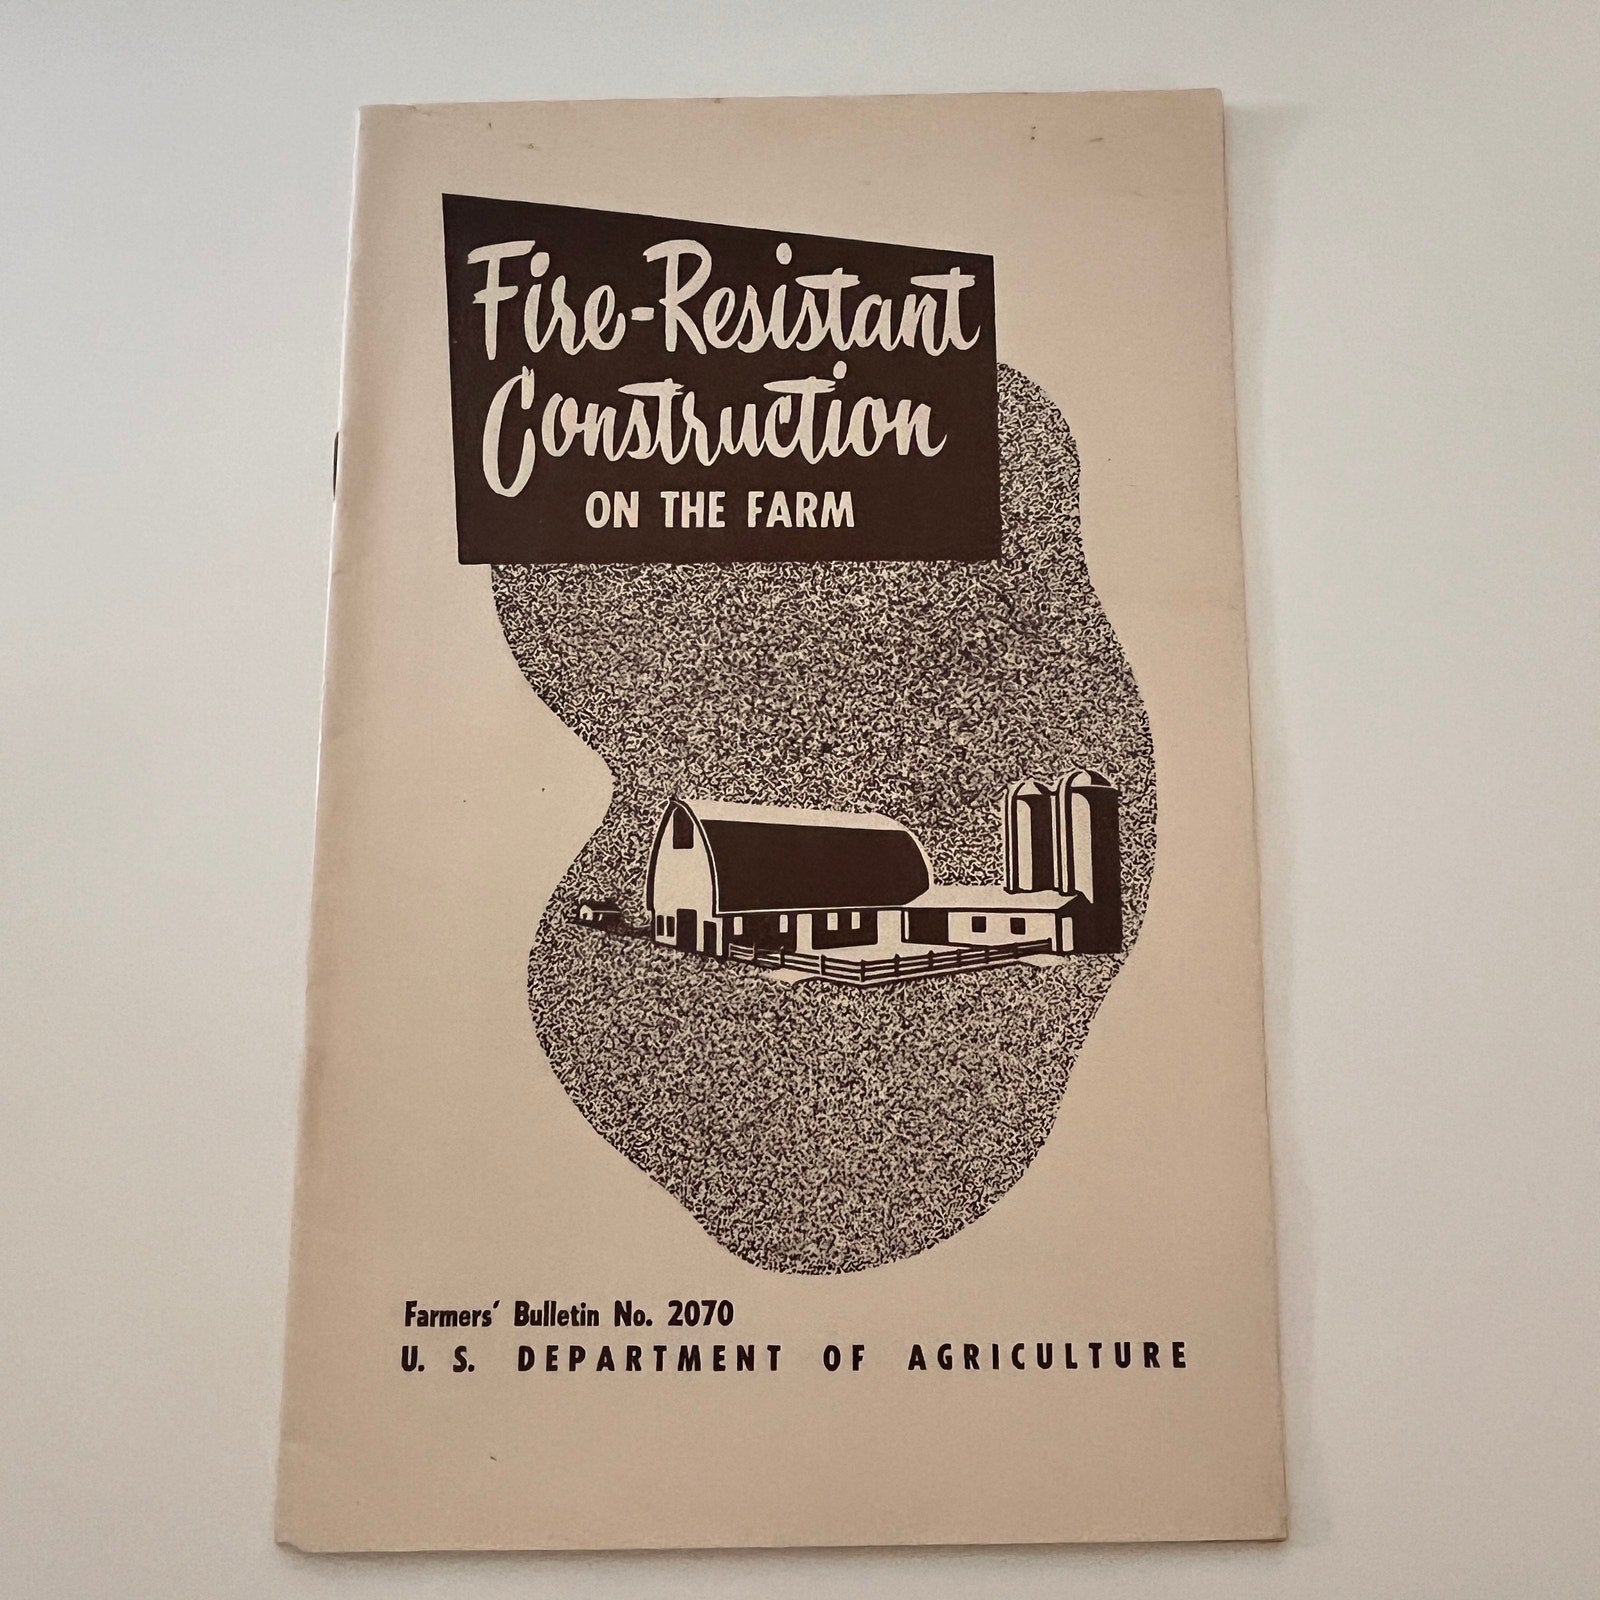 Fire-Resistant
Construction
ON THE FARM
Farmers' Bulletin No. 2070
U. S. DEPARTMENT OF AGRICULTURE